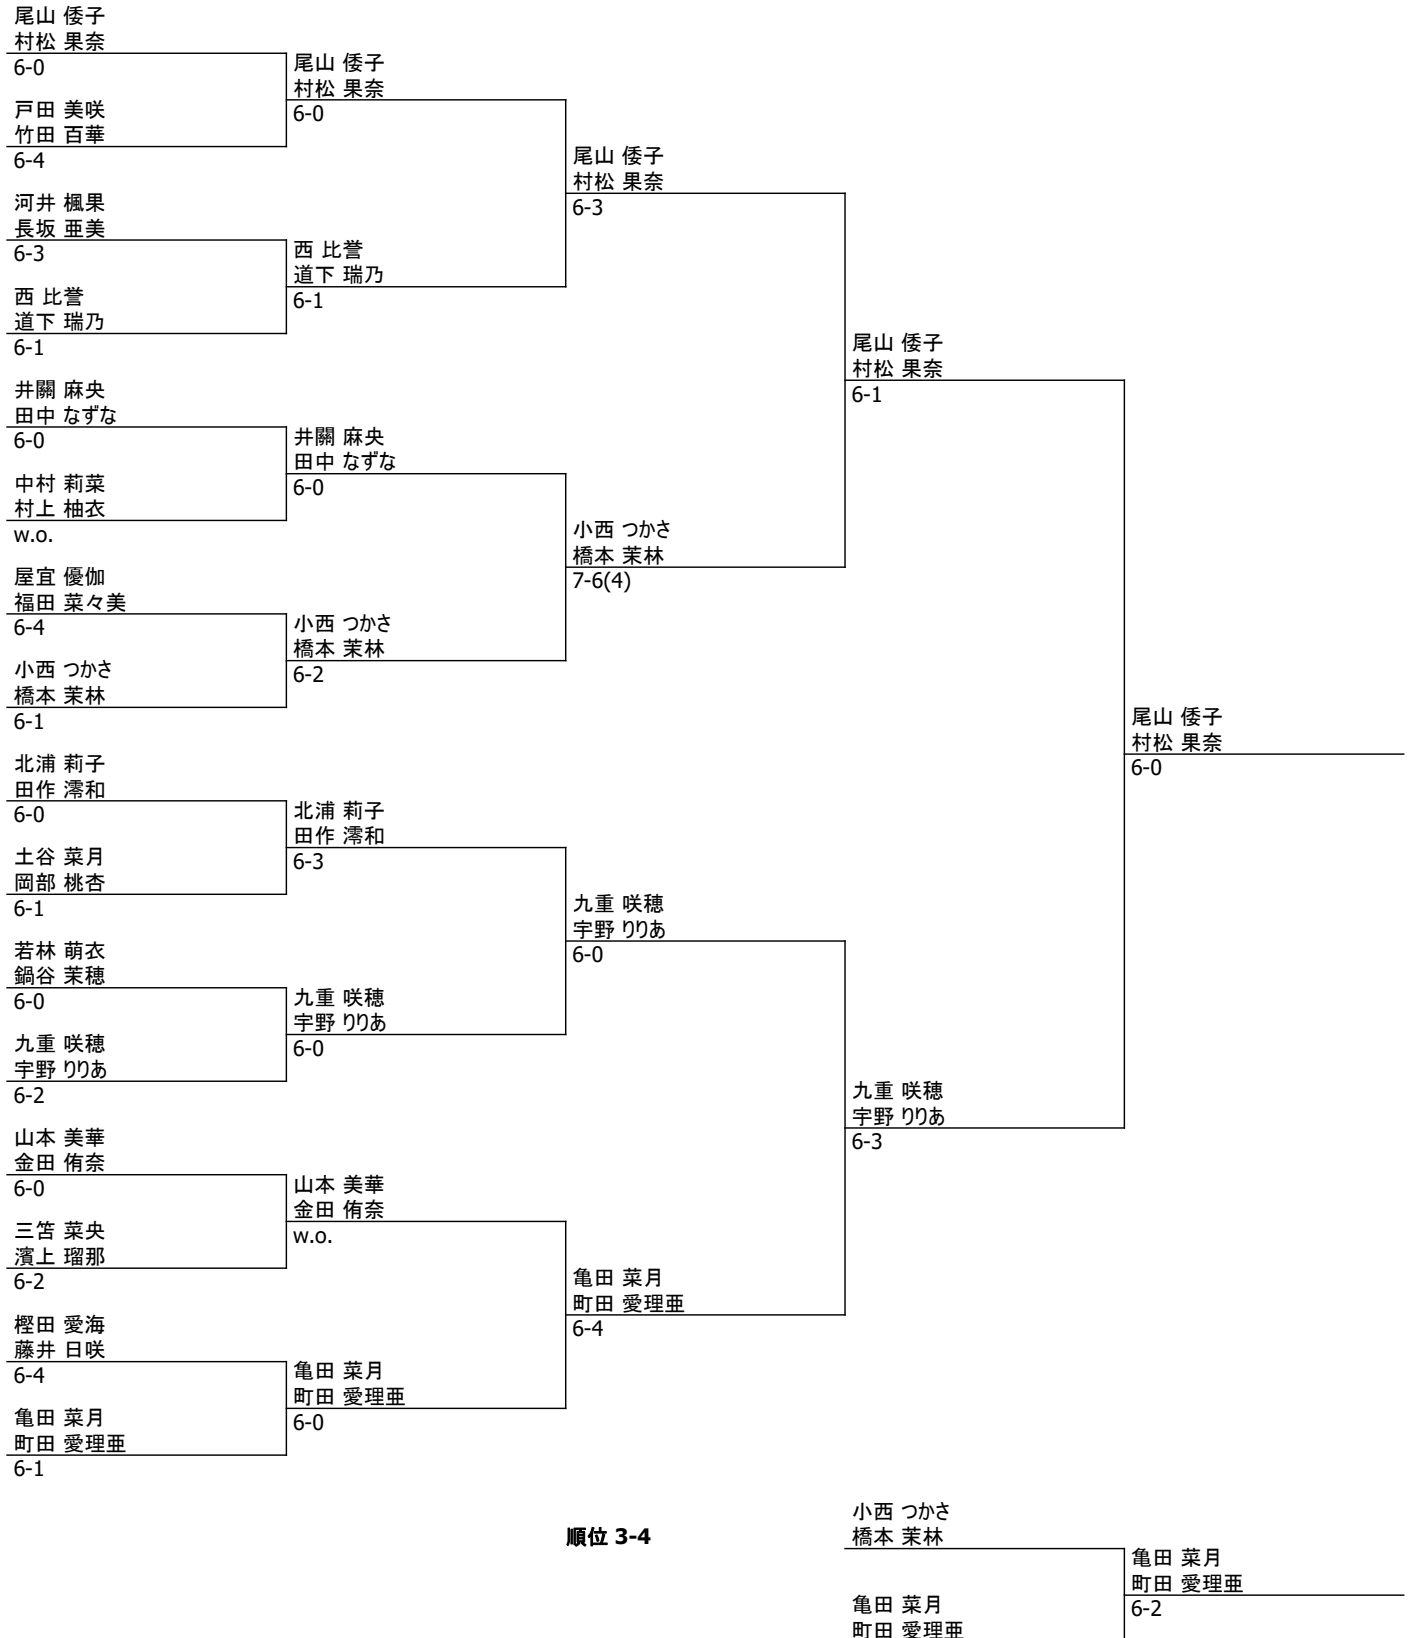 尾山 倭子
村松 果奈
6-0
戸田 美咲
竹田 百華
6-4
河井 楓果
長坂 亜美
6-3
西 比誉
道下 瑞乃
6-1
井關 麻央
田中 なずな
6-0
中村 莉菜
村上 柚衣
w.o.
屋宜 優伽
福田 菜々美
6-4
小西 つかさ
橋本 茉林
6-1
北浦 莉子
田作 澪和
6-0
土谷 菜月
岡部 桃杏
6-1
若林 萌衣
鍋谷 茉穂
6-0
九重 咲穂
宇野 りりあ
6-2
山本 美華
金田 侑奈
6-0
三笘 菜央
濱上 瑠那
6-2
樫田 愛海
藤井 日咲
6-4
亀田 菜月
町田 愛理亜
6-1
尾山 倭子
村松 果奈
6-0
西 比誉
道下 瑞乃
6-1
井關 麻央
田中 なずな
6-0
小西 つかさ
橋本 茉林
6-2
北浦 莉子
田作 澪和
6-3
九重 咲穂
宇野 りりあ
6-0
山本 美華
金田 侑奈
w.o.
亀田 菜月
町田 愛理亜
6-0
尾山 倭子
村松 果奈
6-3
小西 つかさ
橋本 茉林
7-6(4)
九重 咲穂
宇野 りりあ
6-0
亀田 菜月
町田 愛理亜
6-4
尾山 倭子
村松 果奈
6-1
九重 咲穂
宇野 りりあ
6-3
尾山 倭子
村松 果奈
6-0
順位 3-4
小西 つかさ
橋本 茉林
亀田 菜月
町田 愛理亜
亀田 菜月
町田 愛理亜
6-2